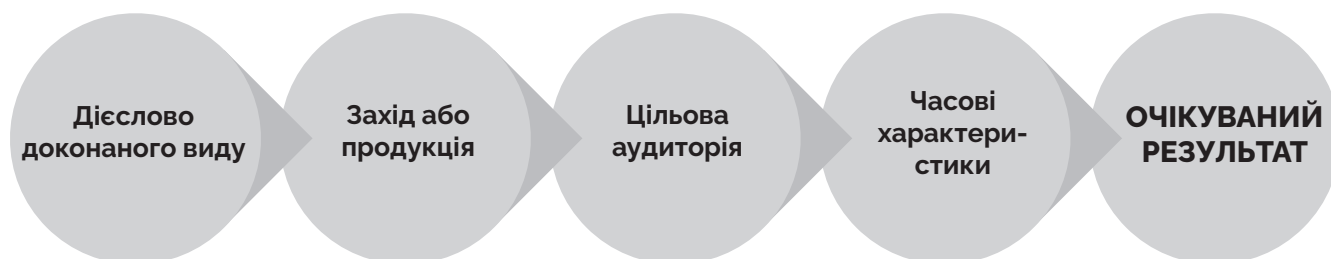 Дієслово
доконаного виду
Захід або
продукція
Цільова
аудиторія
Часові
характери-
стики
ОЧІКУВАНИЙ
РЕЗУЛЬТАТ